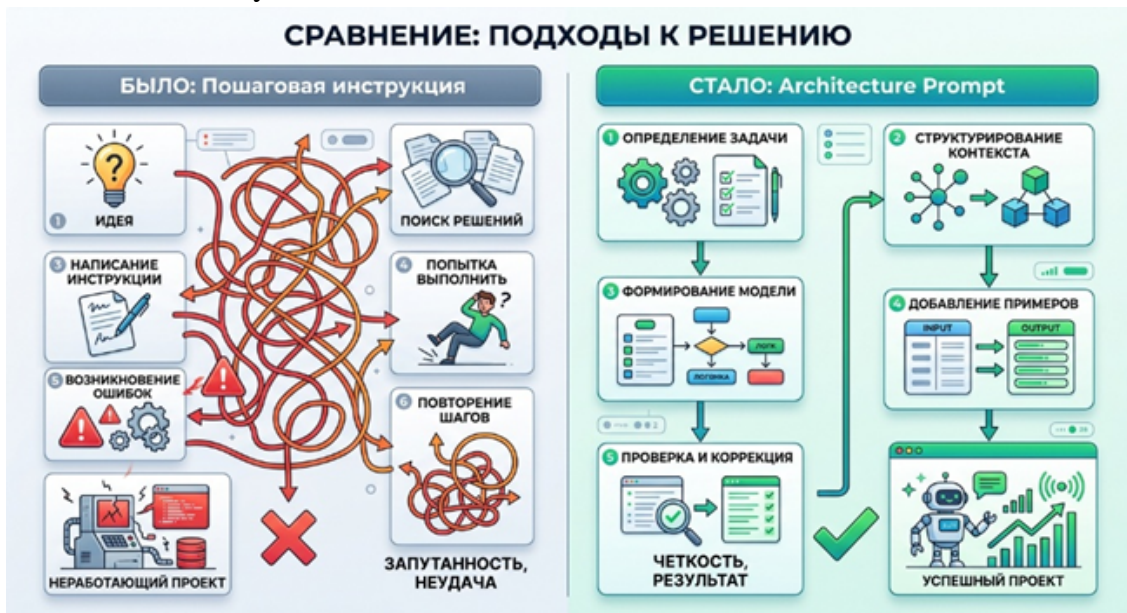 СРАВНЕНИЕ: ПОДХОДЫ К РЕШЕНИЮ
БЫЛО: Пошаговая инструкция
?
1 ИДЕЯ
ПОИСК РЕШЕНИЙ
3 НАПИСАНИЕ
ИНСТРУКЦИИ
4 ПОПЫТКА
ВЫПОЛНИТЬ
?
5 ВОЗНИКНОВЕНИЕ
ОШИБОК
6 ПОВТОРЕНИЕ
ШАГОВ
НЕРАБОТАЮЩИЙ ПРОЕКТ
ЗАПУТАННОСТЬ,
НЕУДАЧА
СТАЛО: Architecture Prompt
1 ОПРЕДЕЛЕНИЕ ЗАДАЧИ
2 СТРУКТУРИРОВАНИЕ
КОНТЕКСТА
3 ФОРМИРОВАНИЕ МОДЕЛИ
ЛОГК
ЛОГИНКА
4 ДОБАВЛЕНИЕ ПРИМЕРОВ
INPUT
OUTPUT
5 ПРОВЕРКА И КОРРЕКЦИЯ
ЧЕТКОСТЬ,
РЕЗУЛЬТАТ
УСПЕШНЫЙ ПРОЕКТ